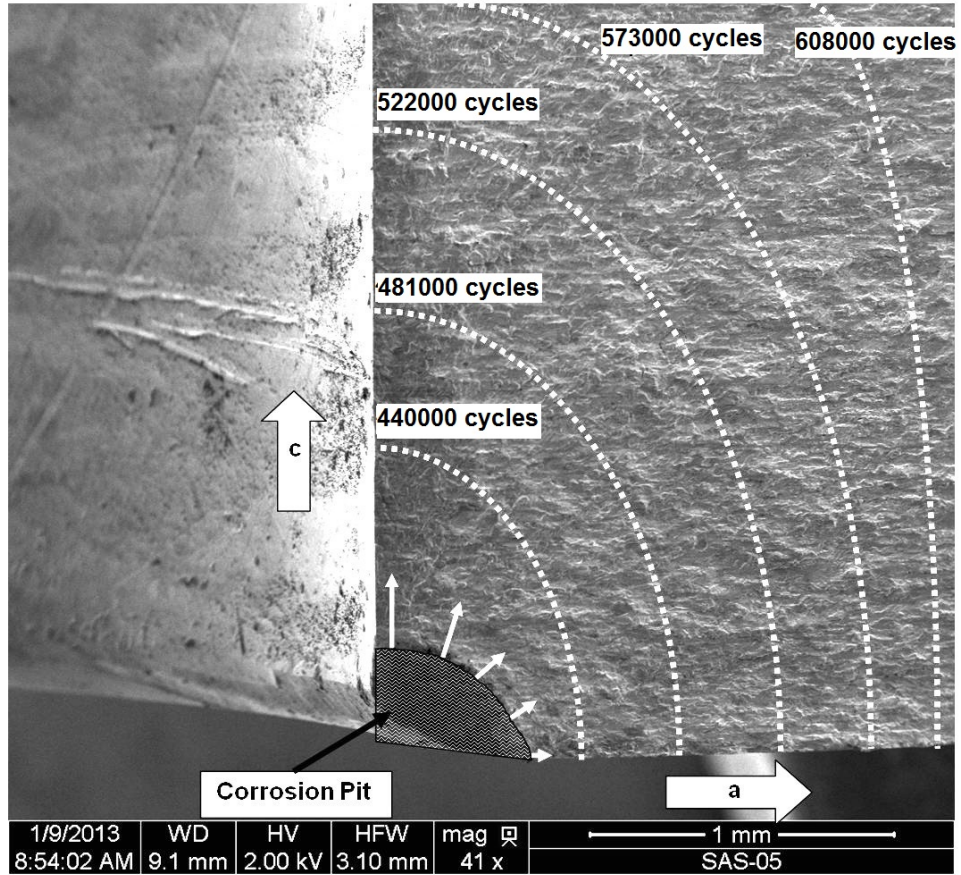 573000 cycles
608000 cycles
522000 cycles
481000 cycles
440000 cycles
c
Corrosion Pit
a
1/9/2013 WD HV HFW mag 1 mm
8:54:02 AM 9.1 mm 2.00 kV 3.10 mm 41 x SAS-05